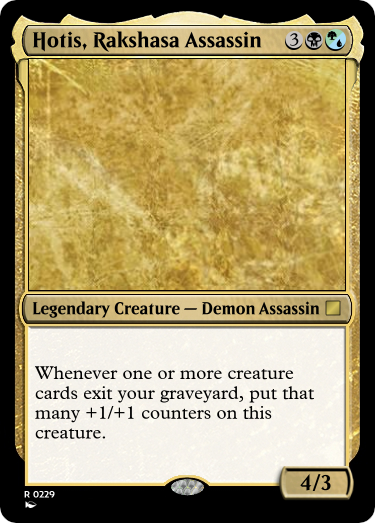 Hotis, Rakshasa Assassin 3
Legendary Creature — Demon Assassin
Whenever one or more creature
cards exit your graveyard, put that
many +1/+1 counters on this
creature.
4/3
R 0229